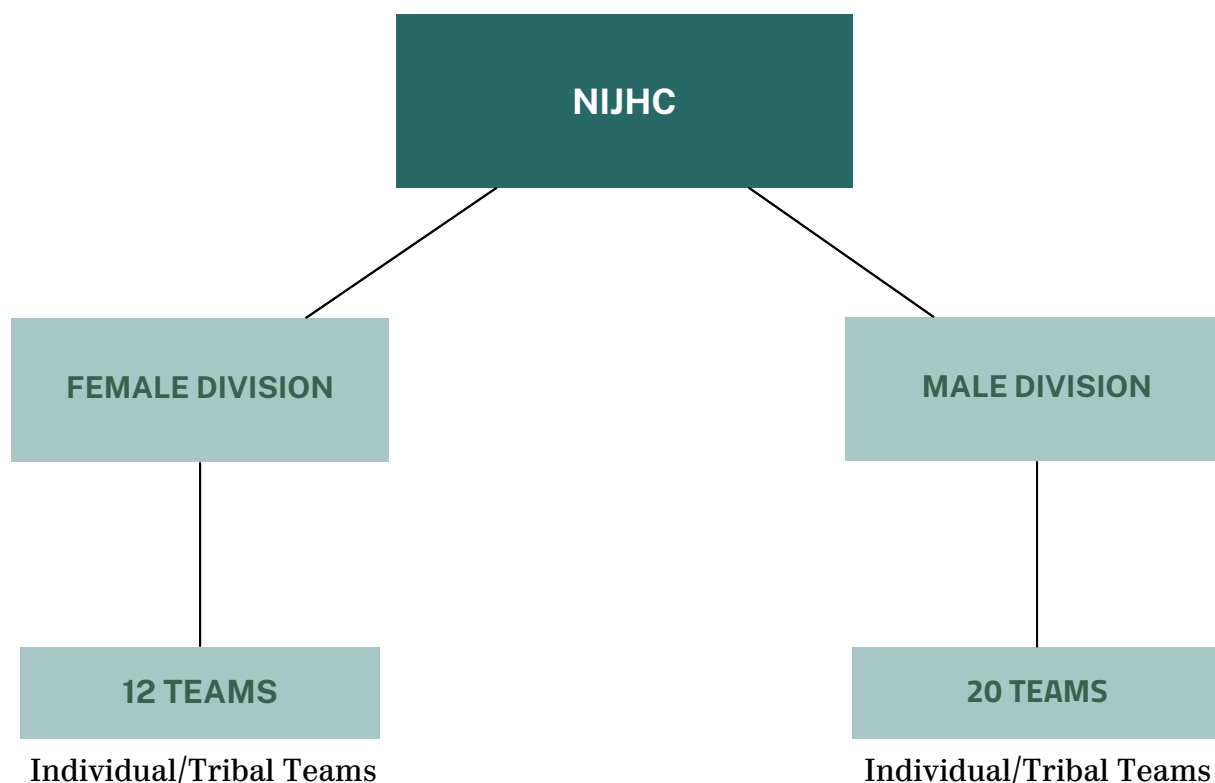 NIJHC
FEMALE DIVISION
MALE DIVISION
12 TEAMS
20 TEAMS
Individual/Tribal Teams
Individual/Tribal Teams